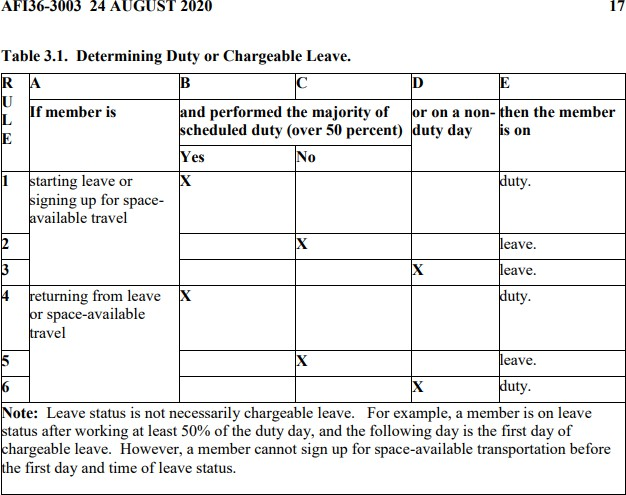 AFI36-3003 24 AUGUST 2020 17
Table 3.1. Determining Duty or Chargeable Leave.
R U L E A B C D E
If member is and performed the majority of scheduled duty (over 50 percent) or on a non-duty day then the member is on
Yes No
1 starting leave or signing up for space-available travel X duty.
2 X leave.
3 X leave.
4 returning from leave or space-available travel X duty.
5 X leave.
6 X duty.
Note: Leave status is not necessarily chargeable leave. For example, a member is on leave
status after working at least 50% of the duty day, and the following day is the first day of
chargeable leave. However, a member cannot sign up for space-available transportation before
the first day and time of leave status.